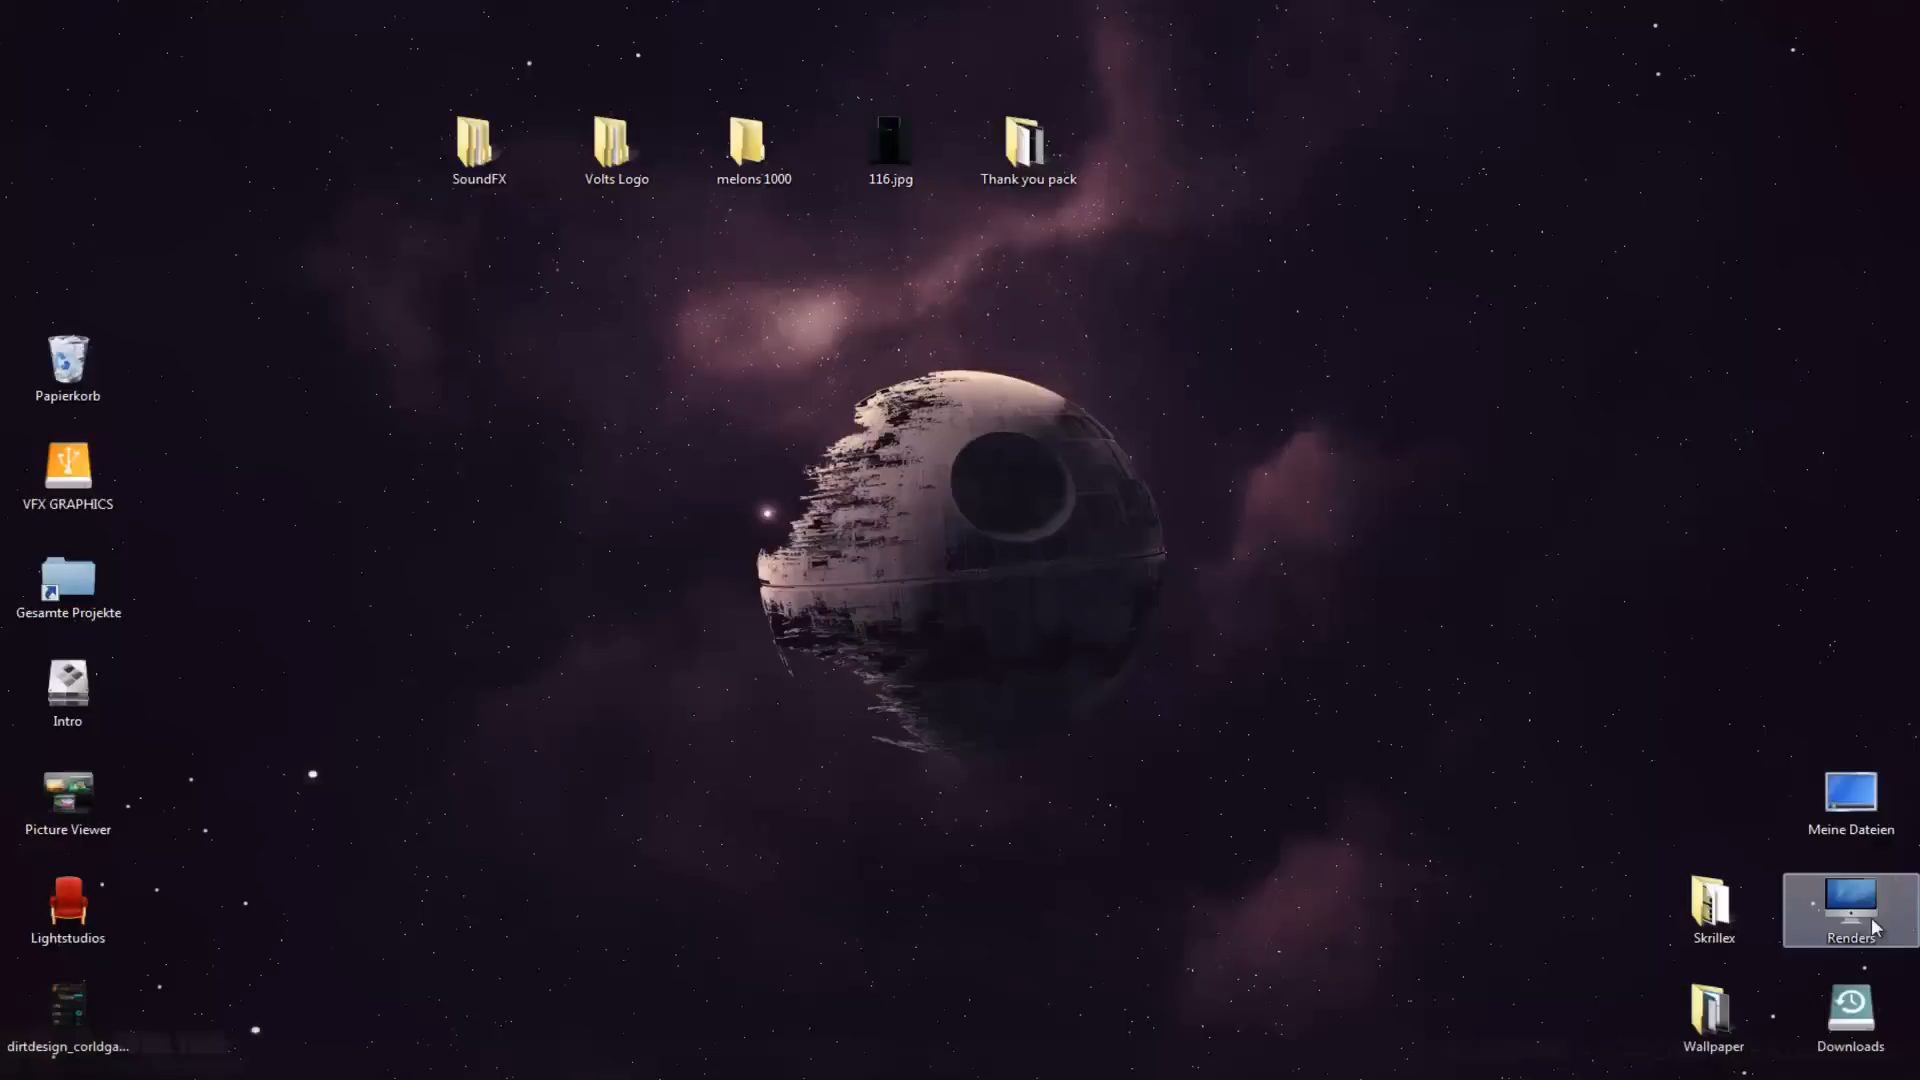 SoundFX
Volts Logo
melons 1000
116.jpg
Thank you pack
Papierkorb
VFX GRAPHICS
Gesamte Projekte
Intro
Picture Viewer
Meine Dateien
Lightstudios
Skrillex
Renders
dirtdesign_corldga...
Wallpaper
Downloads